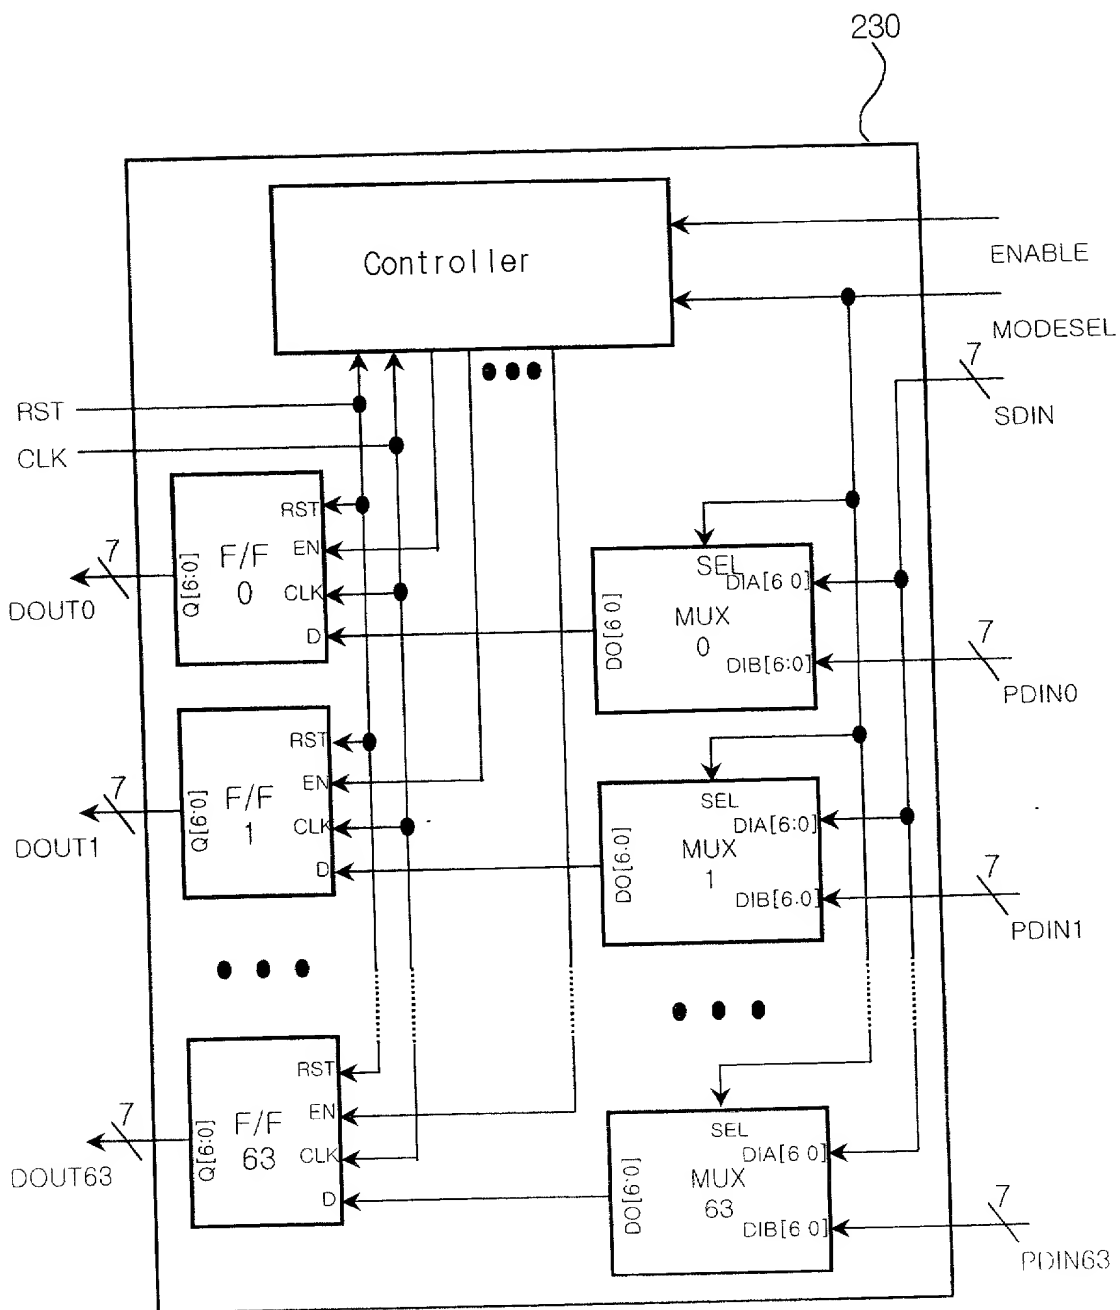 230
Controller
ENABLE
MODESEL
7
SDIN
RST
CLK
RST
F/F
0
EN
CLK
D
Q[6:0]
7
DOUT0
SEL
DIA[6 0]
MUX
0
DO[6 0]
DIB[6:0]
7
PDIN0
RST
F/F
1
EN
CLK
D
Q[6:0]
7
DOUT1
SEL
DIA[6:0]
MUX
1
DO[6.0]
DIB[6.0]
7
PDIN1
RST
F/F
63
EN
CLK
D
Q[6:0]
7
DOUT63
SEL
DIA[6 0]
MUX
63
DO[6:0]
DIB[6 0]
7
PDIN63